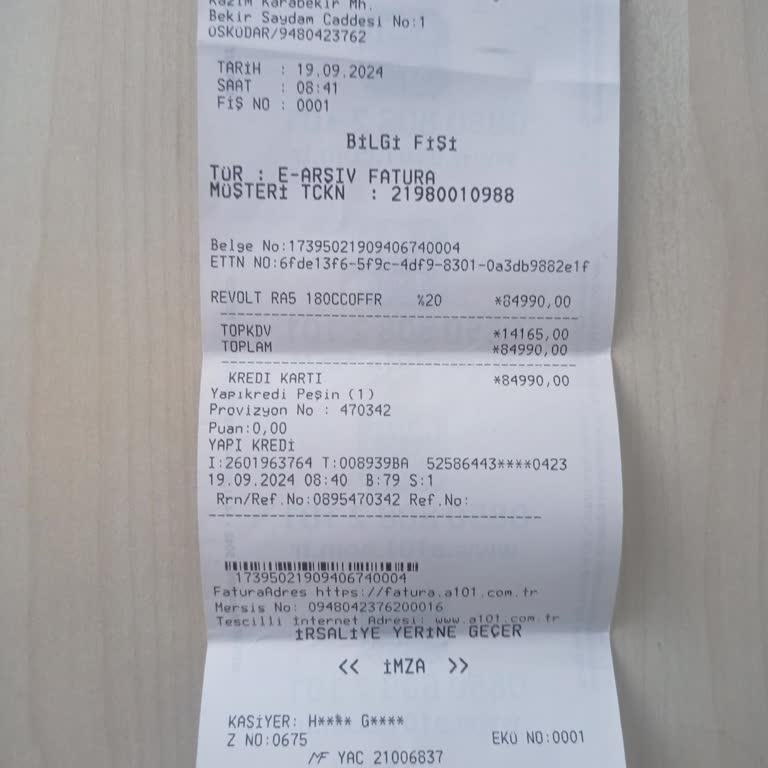 Kazım Karabekir Mh.
Bekir Saydam Caddesi No:1
ÜSKÜDAR/9480423762
TARİH : 19.09.2024
SAAT : 08:41
FİŞ NO : 0001
BİLGİ FİŞİ
TÜR : E-ARŞIV FATURA
MÜŞTERİ TCKN : 21980010988
Belge No:17395021909406740004
ETTN NO:6fde13f6-5f9c-4df9-8301-0a3db9882e1f
REVOLT RA5 180CCOFFR %20 *84990,00
TOPKDV *14165,00
TOPLAM *84990,00
KREDI KARTI *84990,00
Yapıkredi Peşin (1)
Provizyon No : 470342
Puan:0,00
YAPI KREDİ
I:2601963764 T:008939BA 52586443****0423
19.09.2024 08:40 B:79 S:1
Rrn/Ref.No:0895470342 Ref.No:
17395021909406740004
FaturaAdres https://fatura.a101.com.tr
Mersis No: 0948042376200016
Tescilli İnternet Adresi: www.a101.com.tr
İRSALİYE YERİNE GEÇER
<< İMZA >>
KASİYER: H**** G****
Z NO:0675 EKÜ NO:0001
MF YAC 21006837